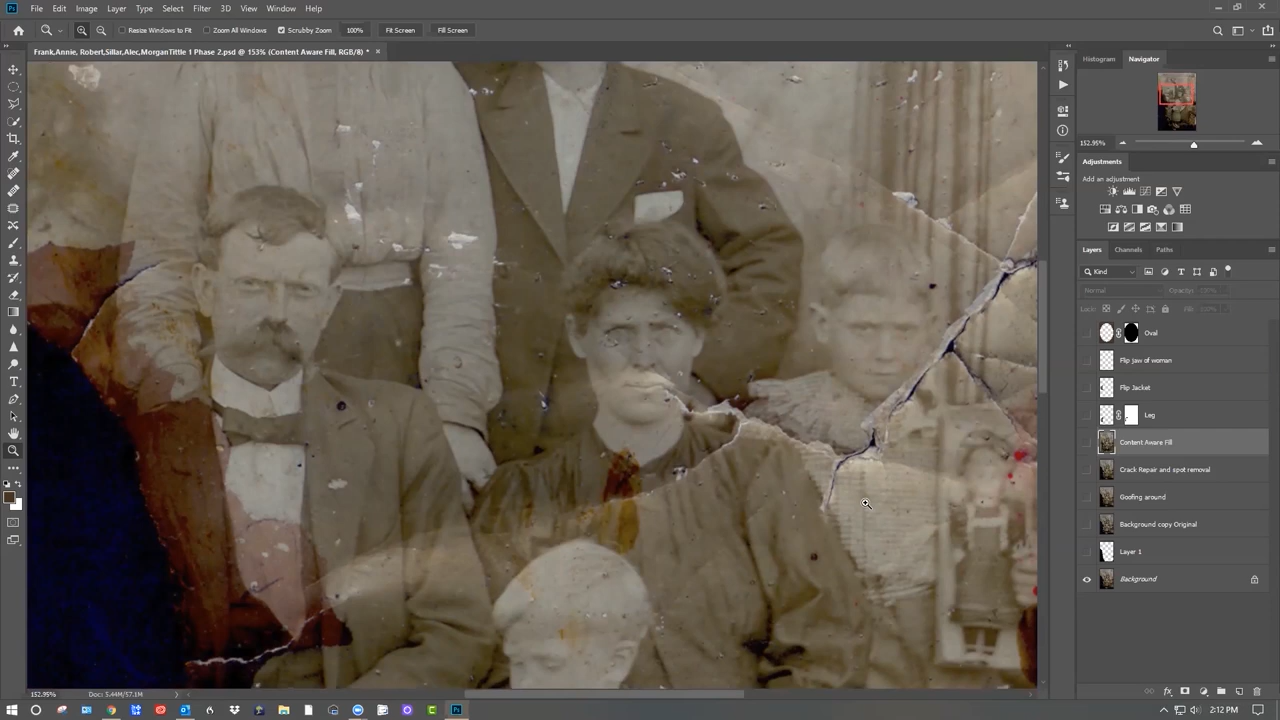 File Edit Image Layer Type Select Filter 3D View Window Help
Resize Windows to Fit Zoom All Windows Scrubby Zoom 100% Fit Screen Fill Screen
Frank,Annie, Robert,Sillar,Alec,MorganTittle 1 Phase 2.psd @ 153% (Content Aware Fill, RGB/8) *
Histogram Navigator
152.95%
Adjustments
Add an adjustment
Layers Channels Paths
Kind
Normal Opacity: 100%
Lock: Fill: 100%
Oval
Flip jaw of woman
Flip Jacket
Leg
Content Aware Fill
Crack Repair and spot removal
Goofing around
Background copy Original
Layer 1
Background
152.95% Doc: 5.44M/57.1M
2:12 PM